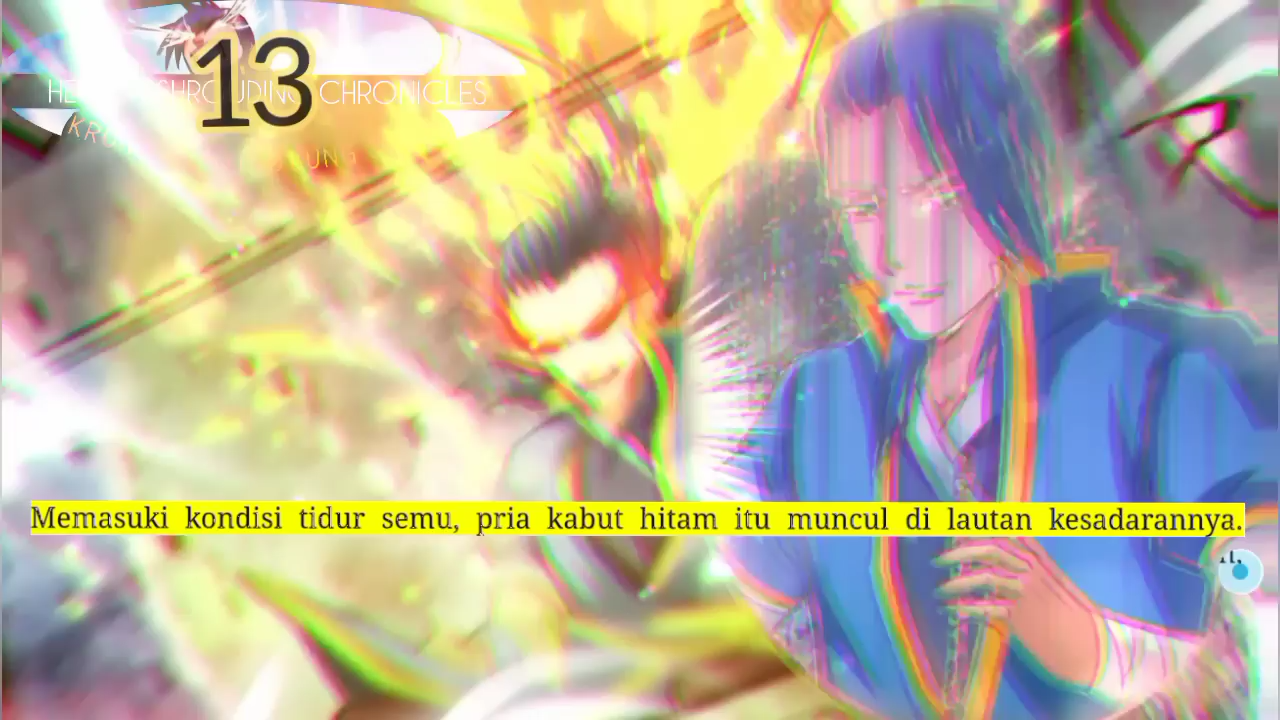 13
CHRONICLES
Memasuki kondisi tidur semu, pria kabut hitam itu muncul di lautan kesadarannya.